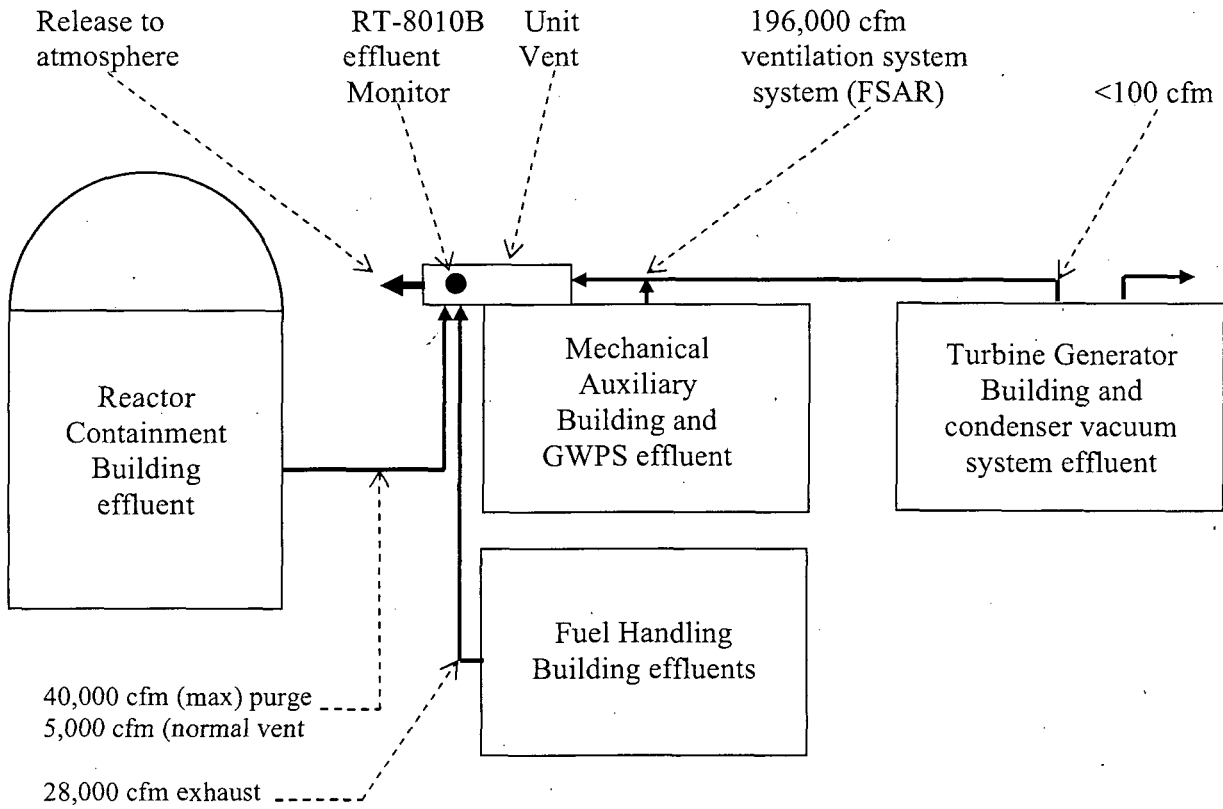 Release to
atmosphere
RT-8010B
effluent
Monitor
Unit
Vent
196,000 cfm
ventilation system
system (FSAR)
<100 cfm
Reactor
Containment
Building
effluent
Mechanical
Auxiliary
Building and
GWPS effluent
Turbine Generator
Building and
condenser vacuum
system effluent
Fuel Handling
Building effluents
40,000 cfm (max) purge
5,000 cfm (normal vent
28,000 cfm exhaust